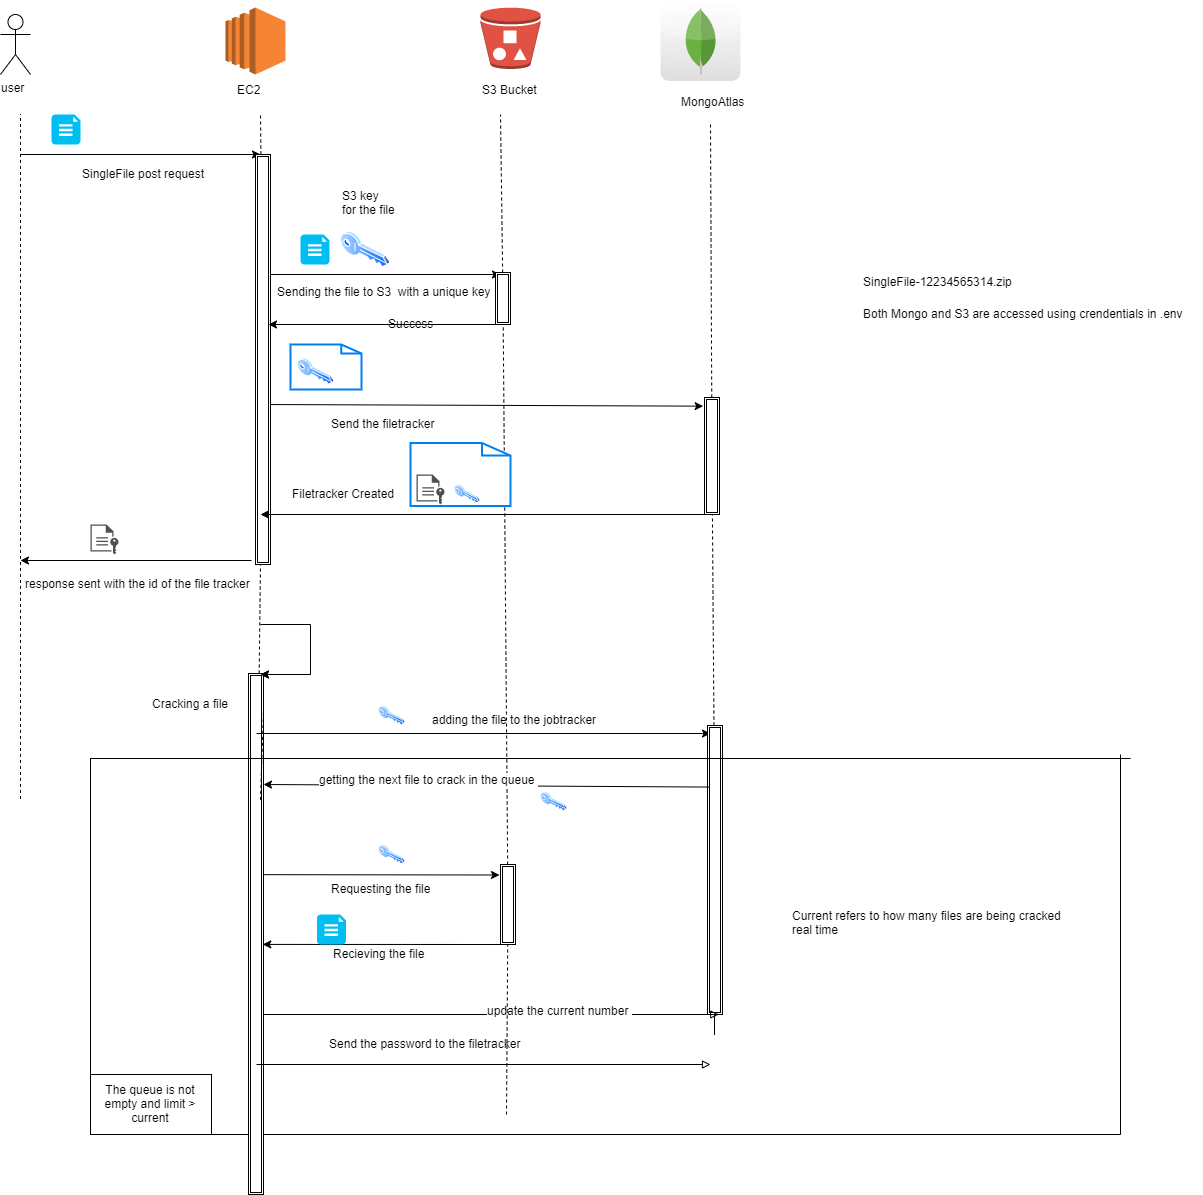 user
EC2
S3 Bucket
MongoAtlas
SingleFile post request
S3 key
for the file
SingleFile-12234565314.zip
Sending the file to S3  with a unique key
Both Mongo and S3 are accessed using crendentials in .env
Success
Send the filetracker
Filetracker Created
response sent with the id of the file tracker
Cracking a file
adding the file to the jobtracker
getting the next file to crack in the queue
Requesting the file
Current refers to how many files are being cracked
real time
Recieving the file
update the current number
Send the password to the filetracker
The queue is not
empty and limit >
current